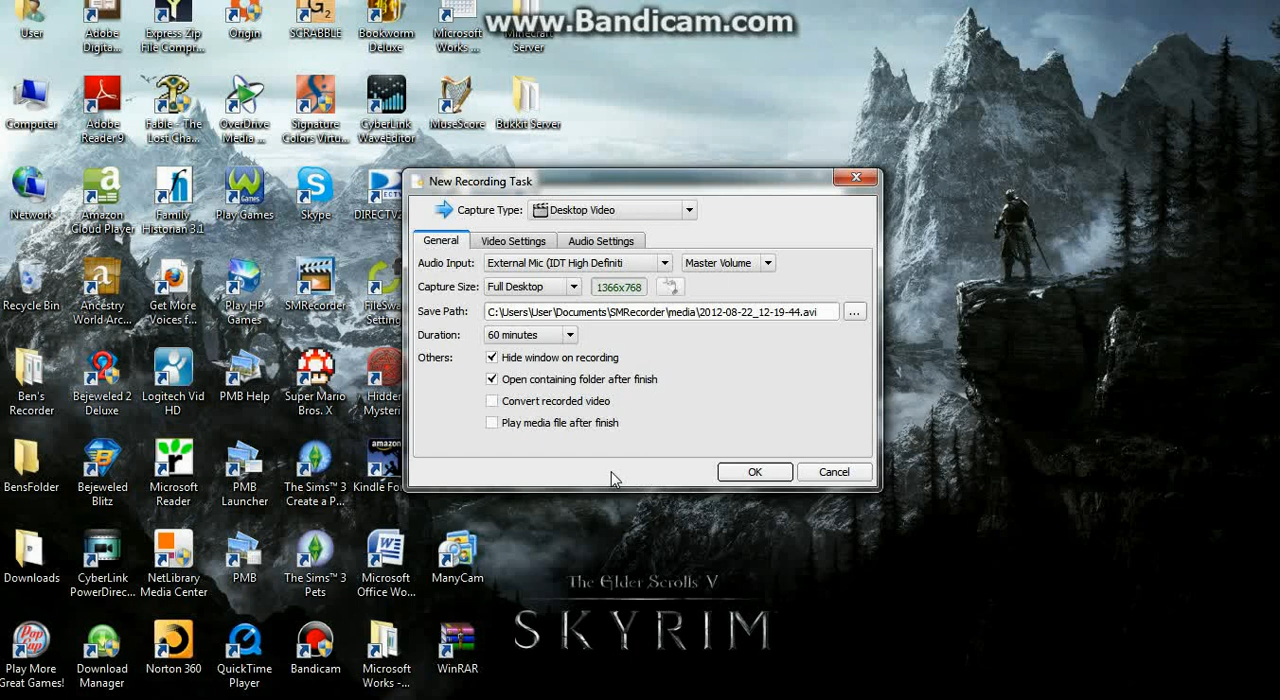 www.Bandicam.com
User
Adobe Digita...
Express Zip File Compr...
Origin
SCRABBLE
Bookworm Deluxe
Microsoft Works ...
Minecraft Server
Computer
Adobe Reader 9
Fable - The Lost Cha...
OverDrive Media ...
Signature Colors Virtu...
CyberLink WaveEditor
MuseScore
Bukkit Server
Network
Amazon Cloud Player
Family Historian 3.1
Play Games
Skype
Recycle Bin
Ancestry World Arc...
Get More Voices f...
Play HP Games
SMRecorder
Ben's Recorder
Bejeweled 2 Deluxe
Logitech Vid HD
PMB Help
Super Mario Bros. X
BensFolder
Bejeweled Blitz
Microsoft Reader
PMB Launcher
The Sims™ 3 Create a P...
amazon
Downloads
CyberLink PowerDirec...
NetLibrary Media Center
PMB
The Sims™ 3 Pets
Microsoft Office Wo...
ManyCam
Play More Great Games!
Download Manager
Norton 360
QuickTime Player
Bandicam
Microsoft Works -...
WinRAR
New Recording Task
Capture Type: Desktop Video
General Video Settings Audio Settings
Audio Input: External Mic (IDT High Definiti Master Volume
Capture Size: Full Desktop 1366x768
Save Path: C:\Users\User\Documents\SMRecorder\media\2012-08-22_12-19-44.avi ...
Duration: 60 minutes
Others: Hide window on recording
Open containing folder after finish
Convert recorded video
Play media file after finish
OK Cancel
The Elder Scrolls V
SKYRIM